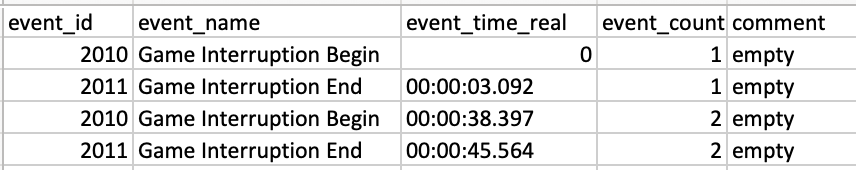 event_id event_name event_time_real event_count comment
2010 Game Interruption Begin 0 1 empty
2011 Game Interruption End 00:00:03.092 1 empty
2010 Game Interruption Begin 00:00:38.397 2 empty
2011 Game Interruption End 00:00:45.564 2 empty